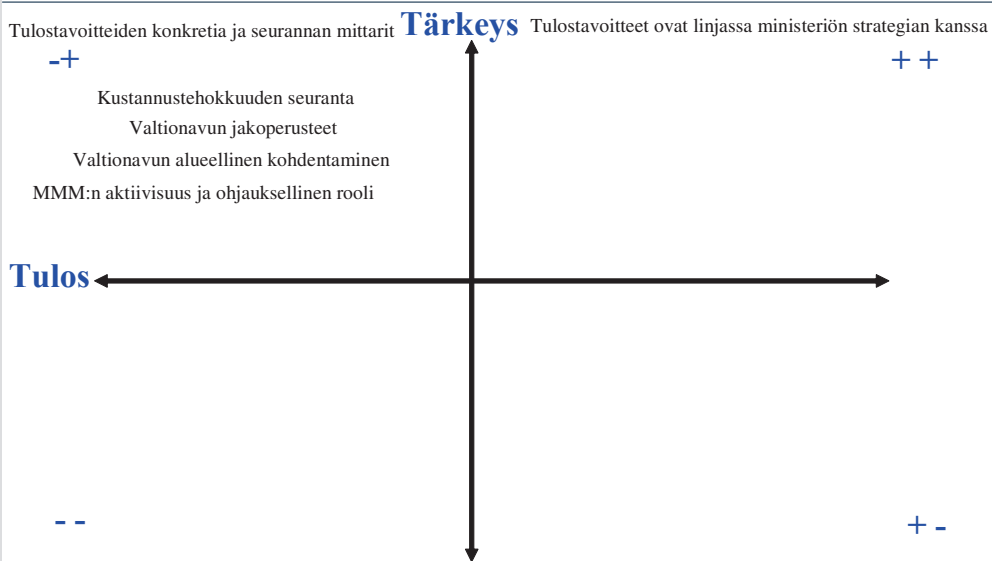 Tulostavoitteiden konkretia ja seurannan mittarit Tärkeys Tulostavoitteet ovat linjassa ministeriön strategian kanssa
-+ ++
Kustannustehokkuuden seuranta
Valtionavun jakoperusteet
Valtionavun alueellinen kohdentaminen
MMM:n aktiivisuus ja ohjauksellinen rooli
Tulos
-- +-